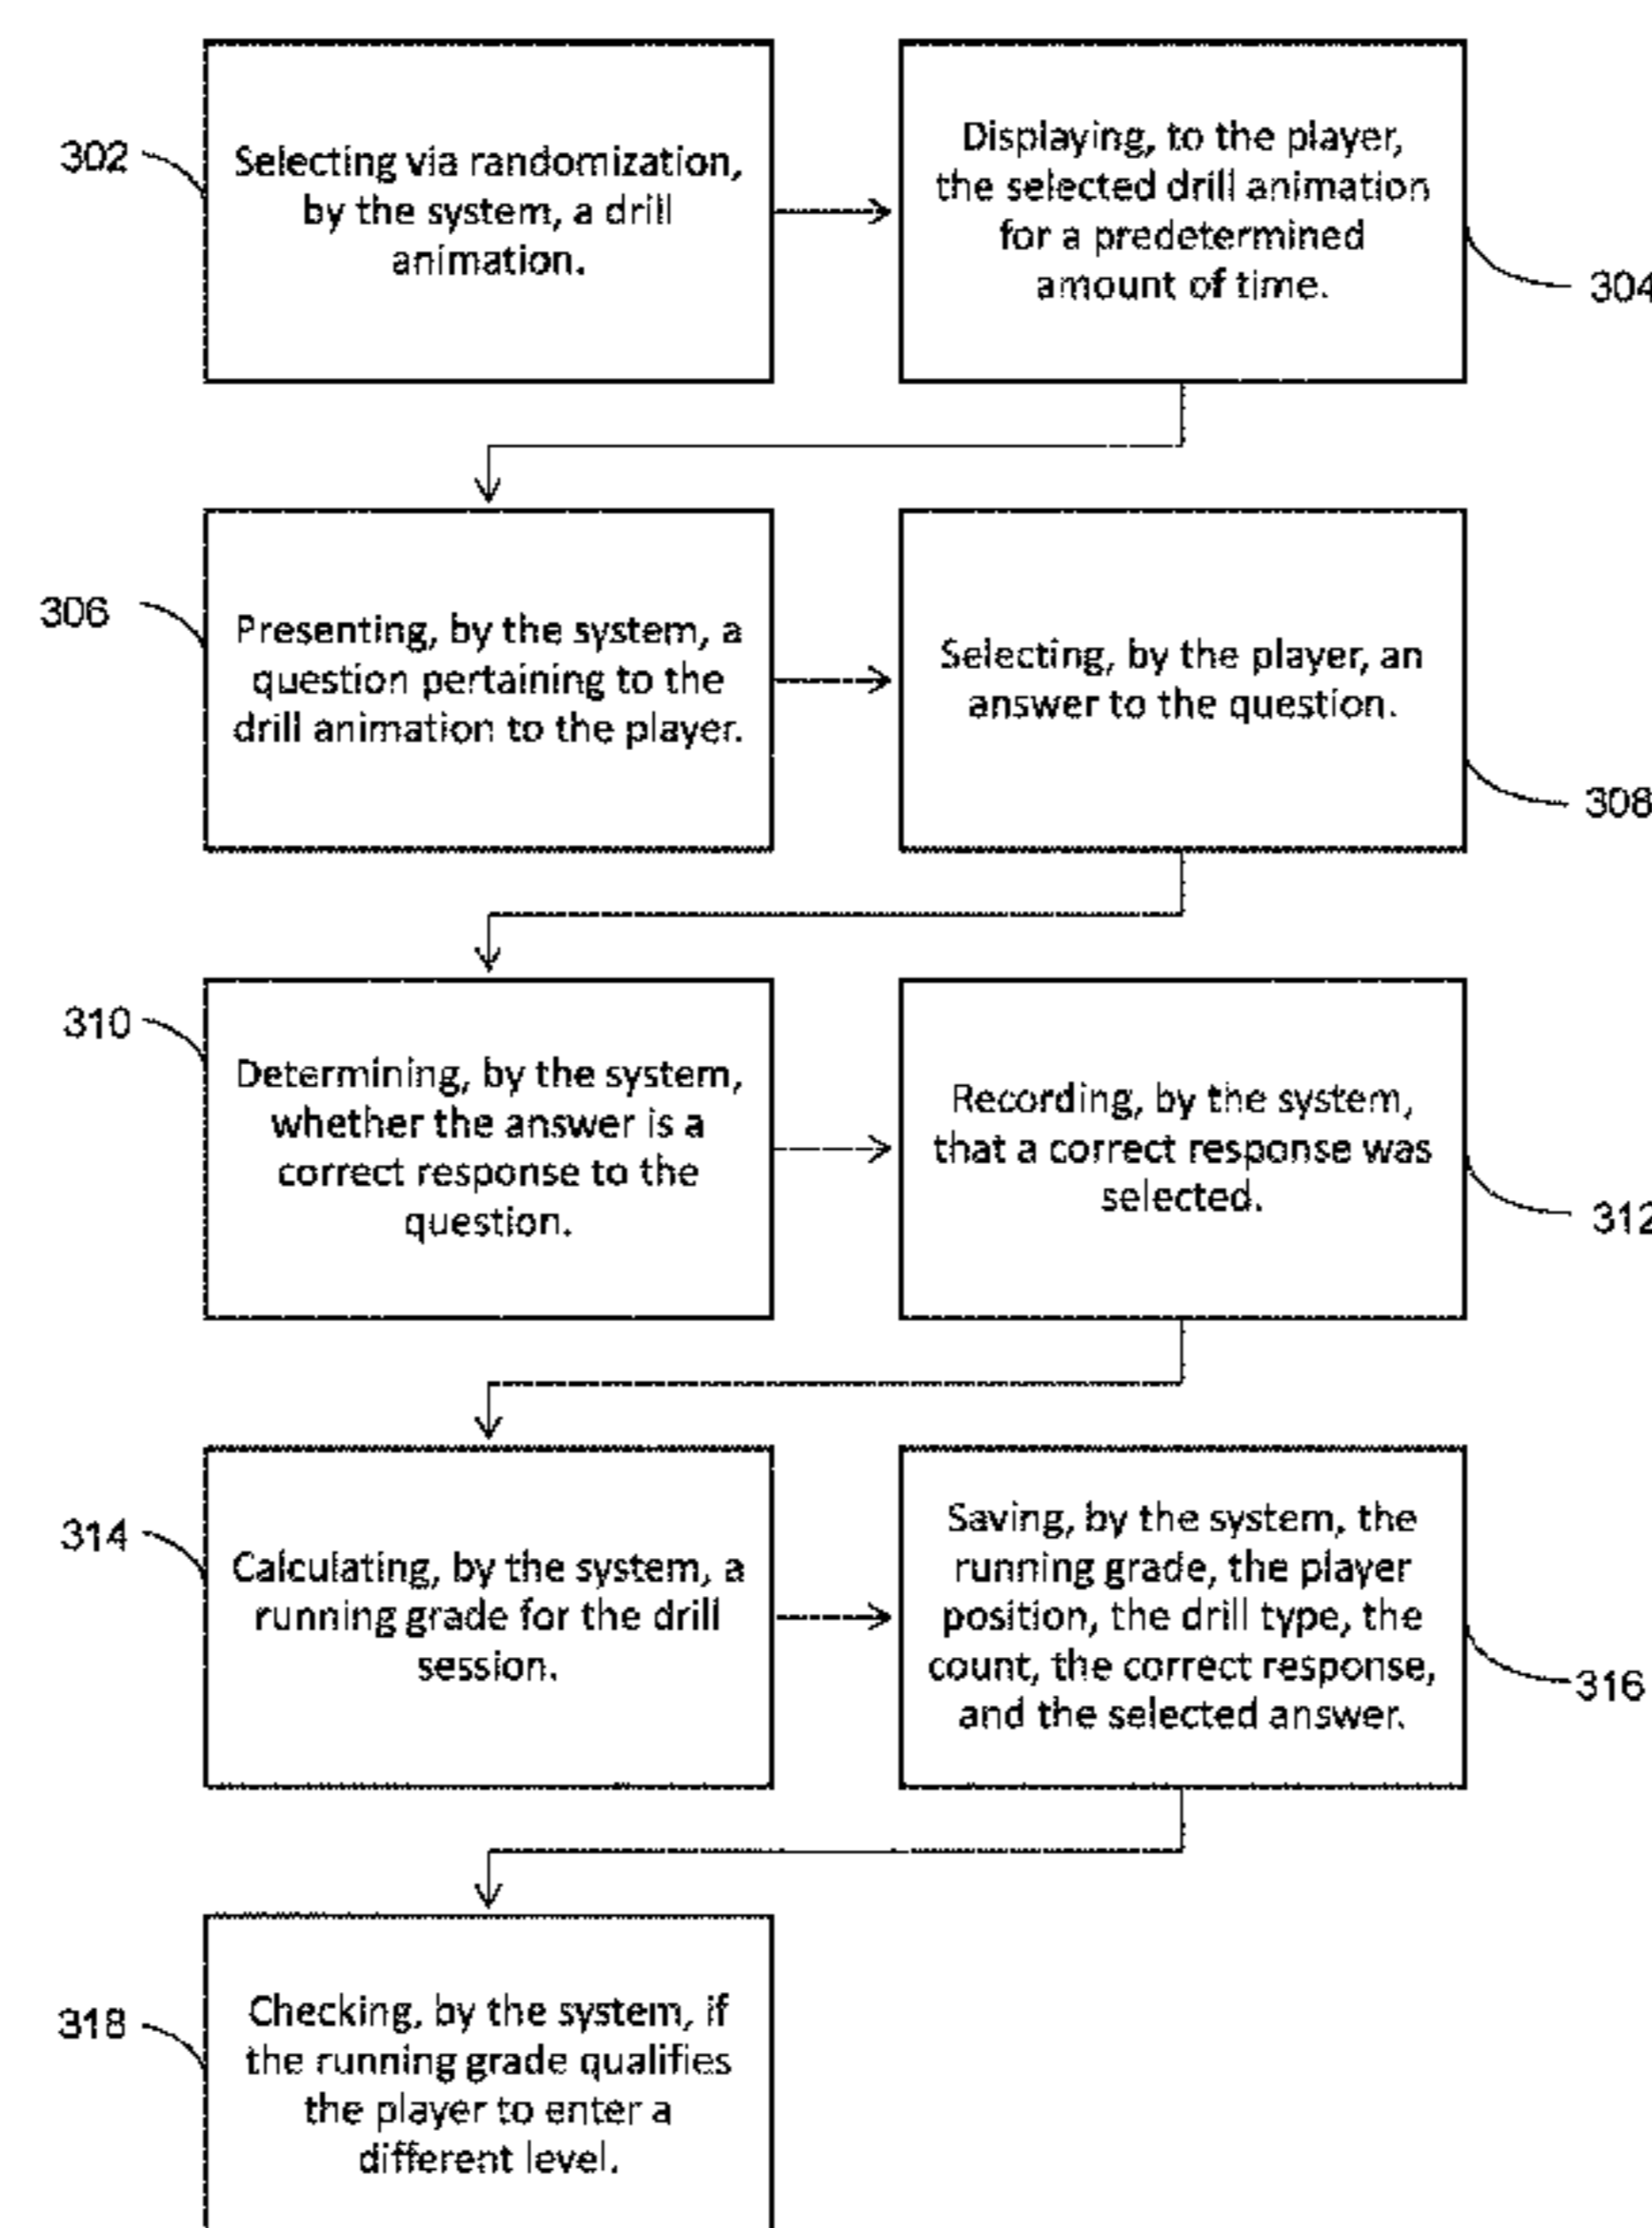 302
Selecting via randomization,
by the system, a drill
animation.
Displaying, to the player,
the selected drill animation
for a predetermined
amount of time.
304
306
Presenting, by the system, a
question pertaining to the
drill animation to the player.
Selecting, by the player, an
answer to the question.
308
310
Determining, by the system,
whether the answer is a
correct response to the
question.
Recording, by the system,
that a correct response was
selected.
312
314
Calculating, by the system, a
running grade for the drill
session.
Saving, by the system, the
running grade, the player
position, the drill type, the
count, the correct response,
and the selected answer.
316
318
Checking, by the system, if
the running grade qualifies
the player to enter a
different level.